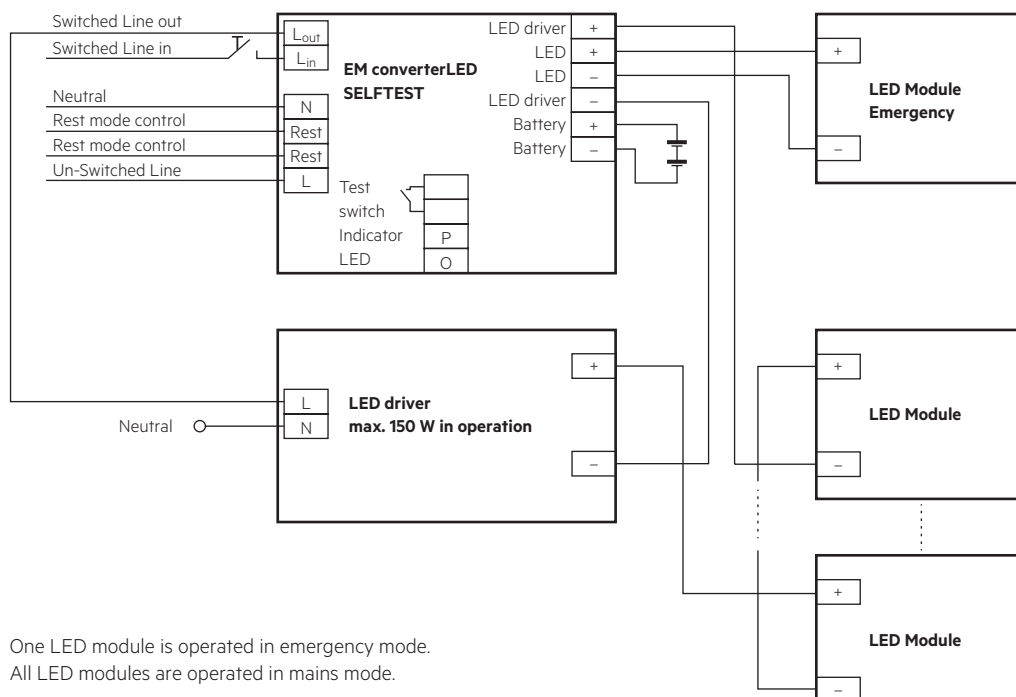 Switched Line out
Switched Line in
Neutral
Rest mode control
Rest mode control
Un-Switched Line
Lout
Lin
N
Rest
Rest
L
EM converterLED
SELFTEST
Test
switch
Indicator
LED
P
O
LED driver +
LED +
LED –
LED driver –
Battery +
Battery –
+
–
LED Module
Emergency
Neutral
L
N
LED driver
max. 150 W in operation
+
–
+
–
LED Module
+
–
LED Module
One LED module is operated in emergency mode.
All LED modules are operated in mains mode.